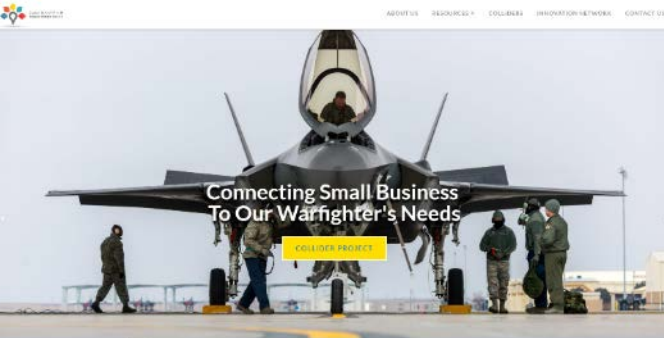 ABOUT US
RESOURCES
COLLIDERS
INNOVATION NETWORK
CONTACT US
Connecting Small Business
To Our Warfighter's Needs
COLLIDER PROJECT